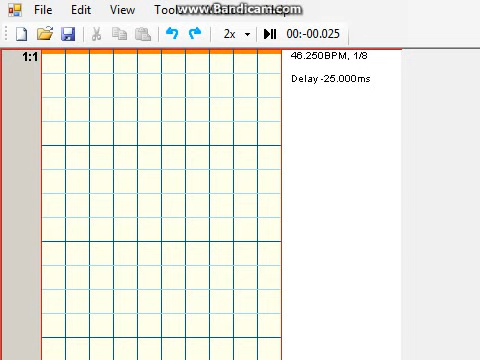 www.Bandicam.com
File Edit View
2x 00:-00.025
1:1 46.250BPM, 1/8
Delay -25.000ms